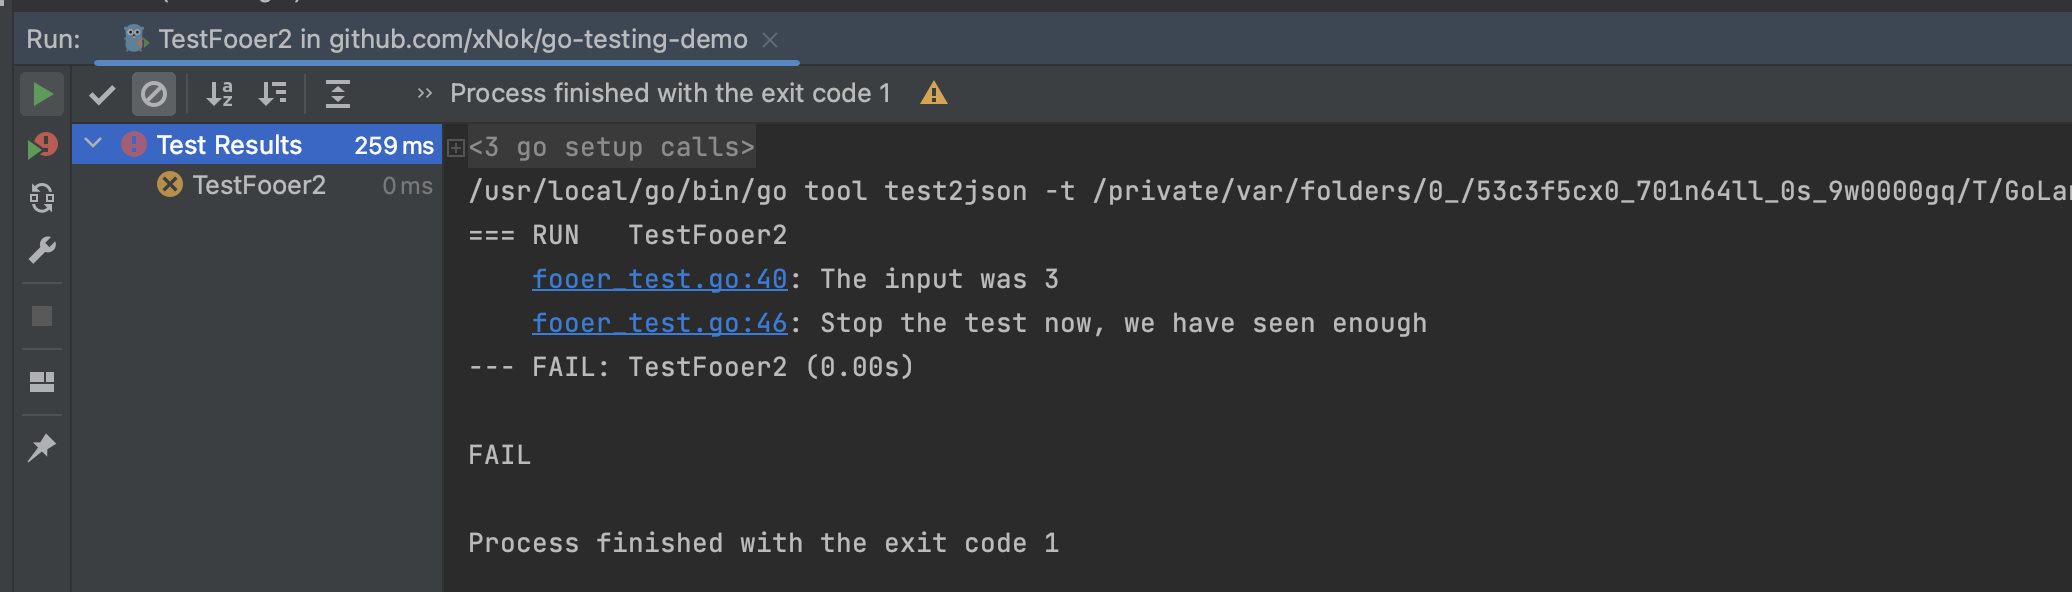 Run: TestFooer2 in github.com/xNok/go-testing-demo
Process finished with the exit code 1
Test Results 259 ms
TestFooer2 0 ms
<3 go setup calls>
/usr/local/go/bin/go tool test2json -t /private/var/folders/0_/53c3f5cx0_701n64ll_0s_9w0000gq/T/GoLan
=== RUN   TestFooer2
fooer_test.go:40: The input was 3
fooer_test.go:46: Stop the test now, we have seen enough
--- FAIL: TestFooer2 (0.00s)
FAIL
Process finished with the exit code 1